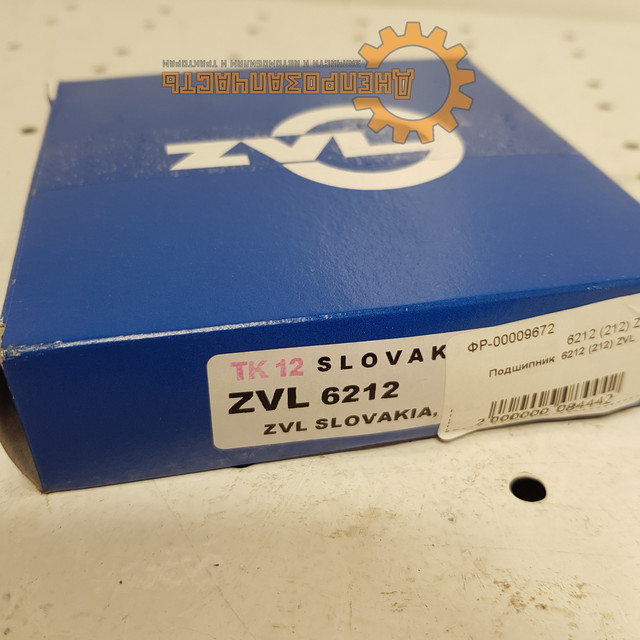 ДНЕПРОЗАПЧАСТЬ
ЗАПЧАСТИ К АВТОМОБИЛЯМ И ТРАКТОРАМ
ZVL
TK 12 SLOVAK
ZVL 6212
ZVL SLOVAKIA,
ФР-00009672 6212 (212) Z
Подшипник 6212 (212) ZVL
2 000000 084442